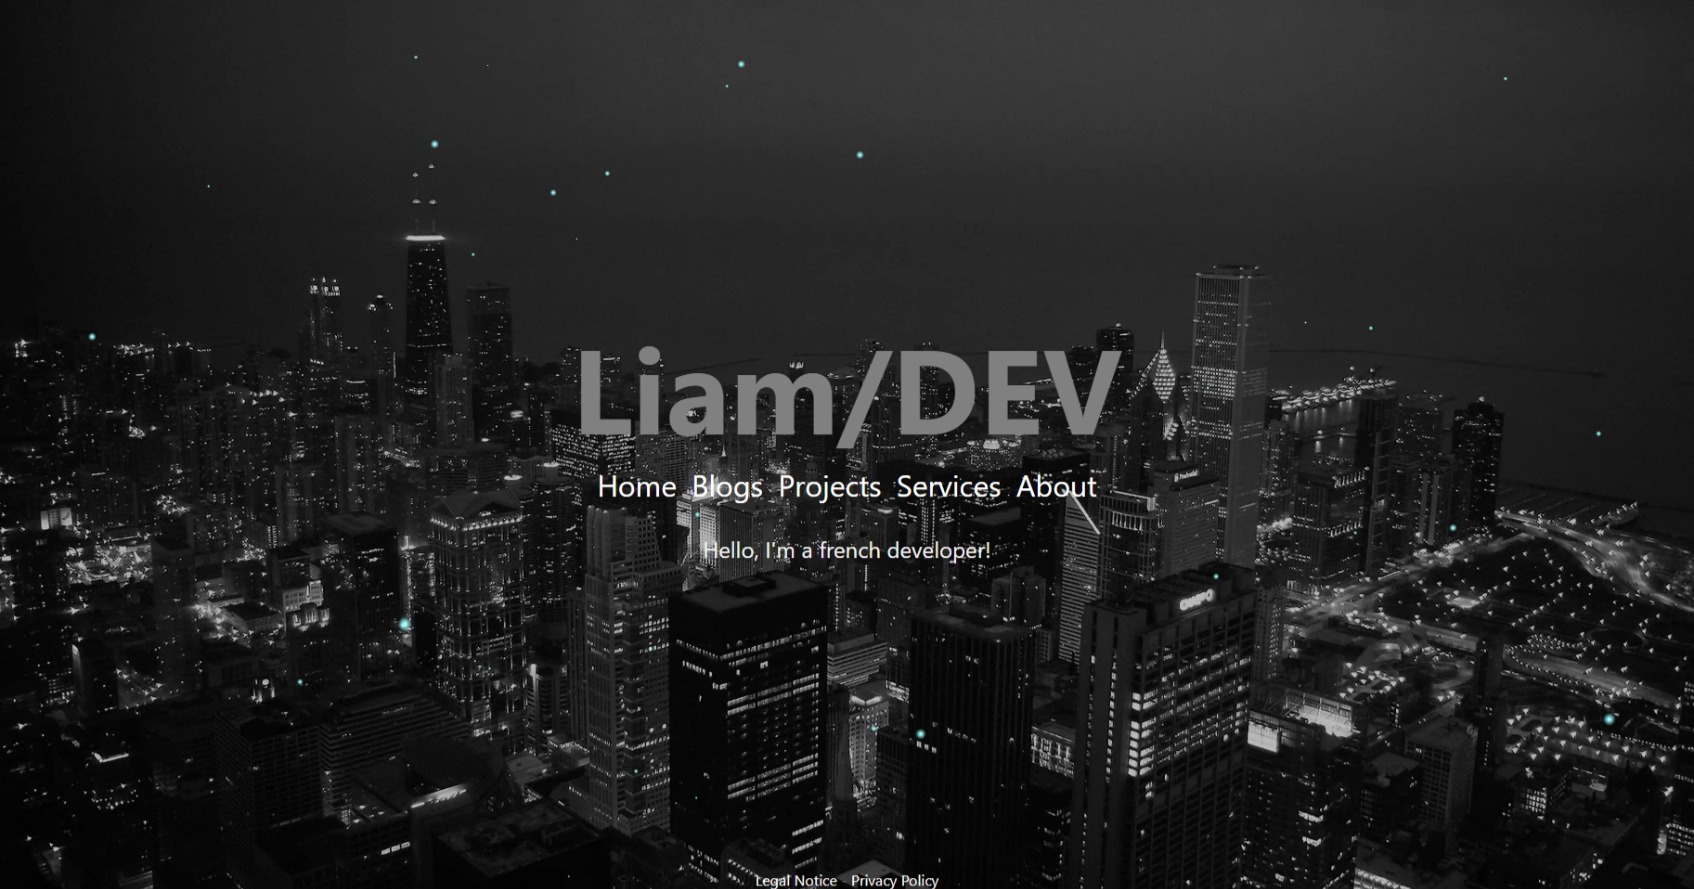 Liam/DEV
Home Blogs Projects Services About
Hello, I'm a french developer!
Legal Notice Privacy Policy